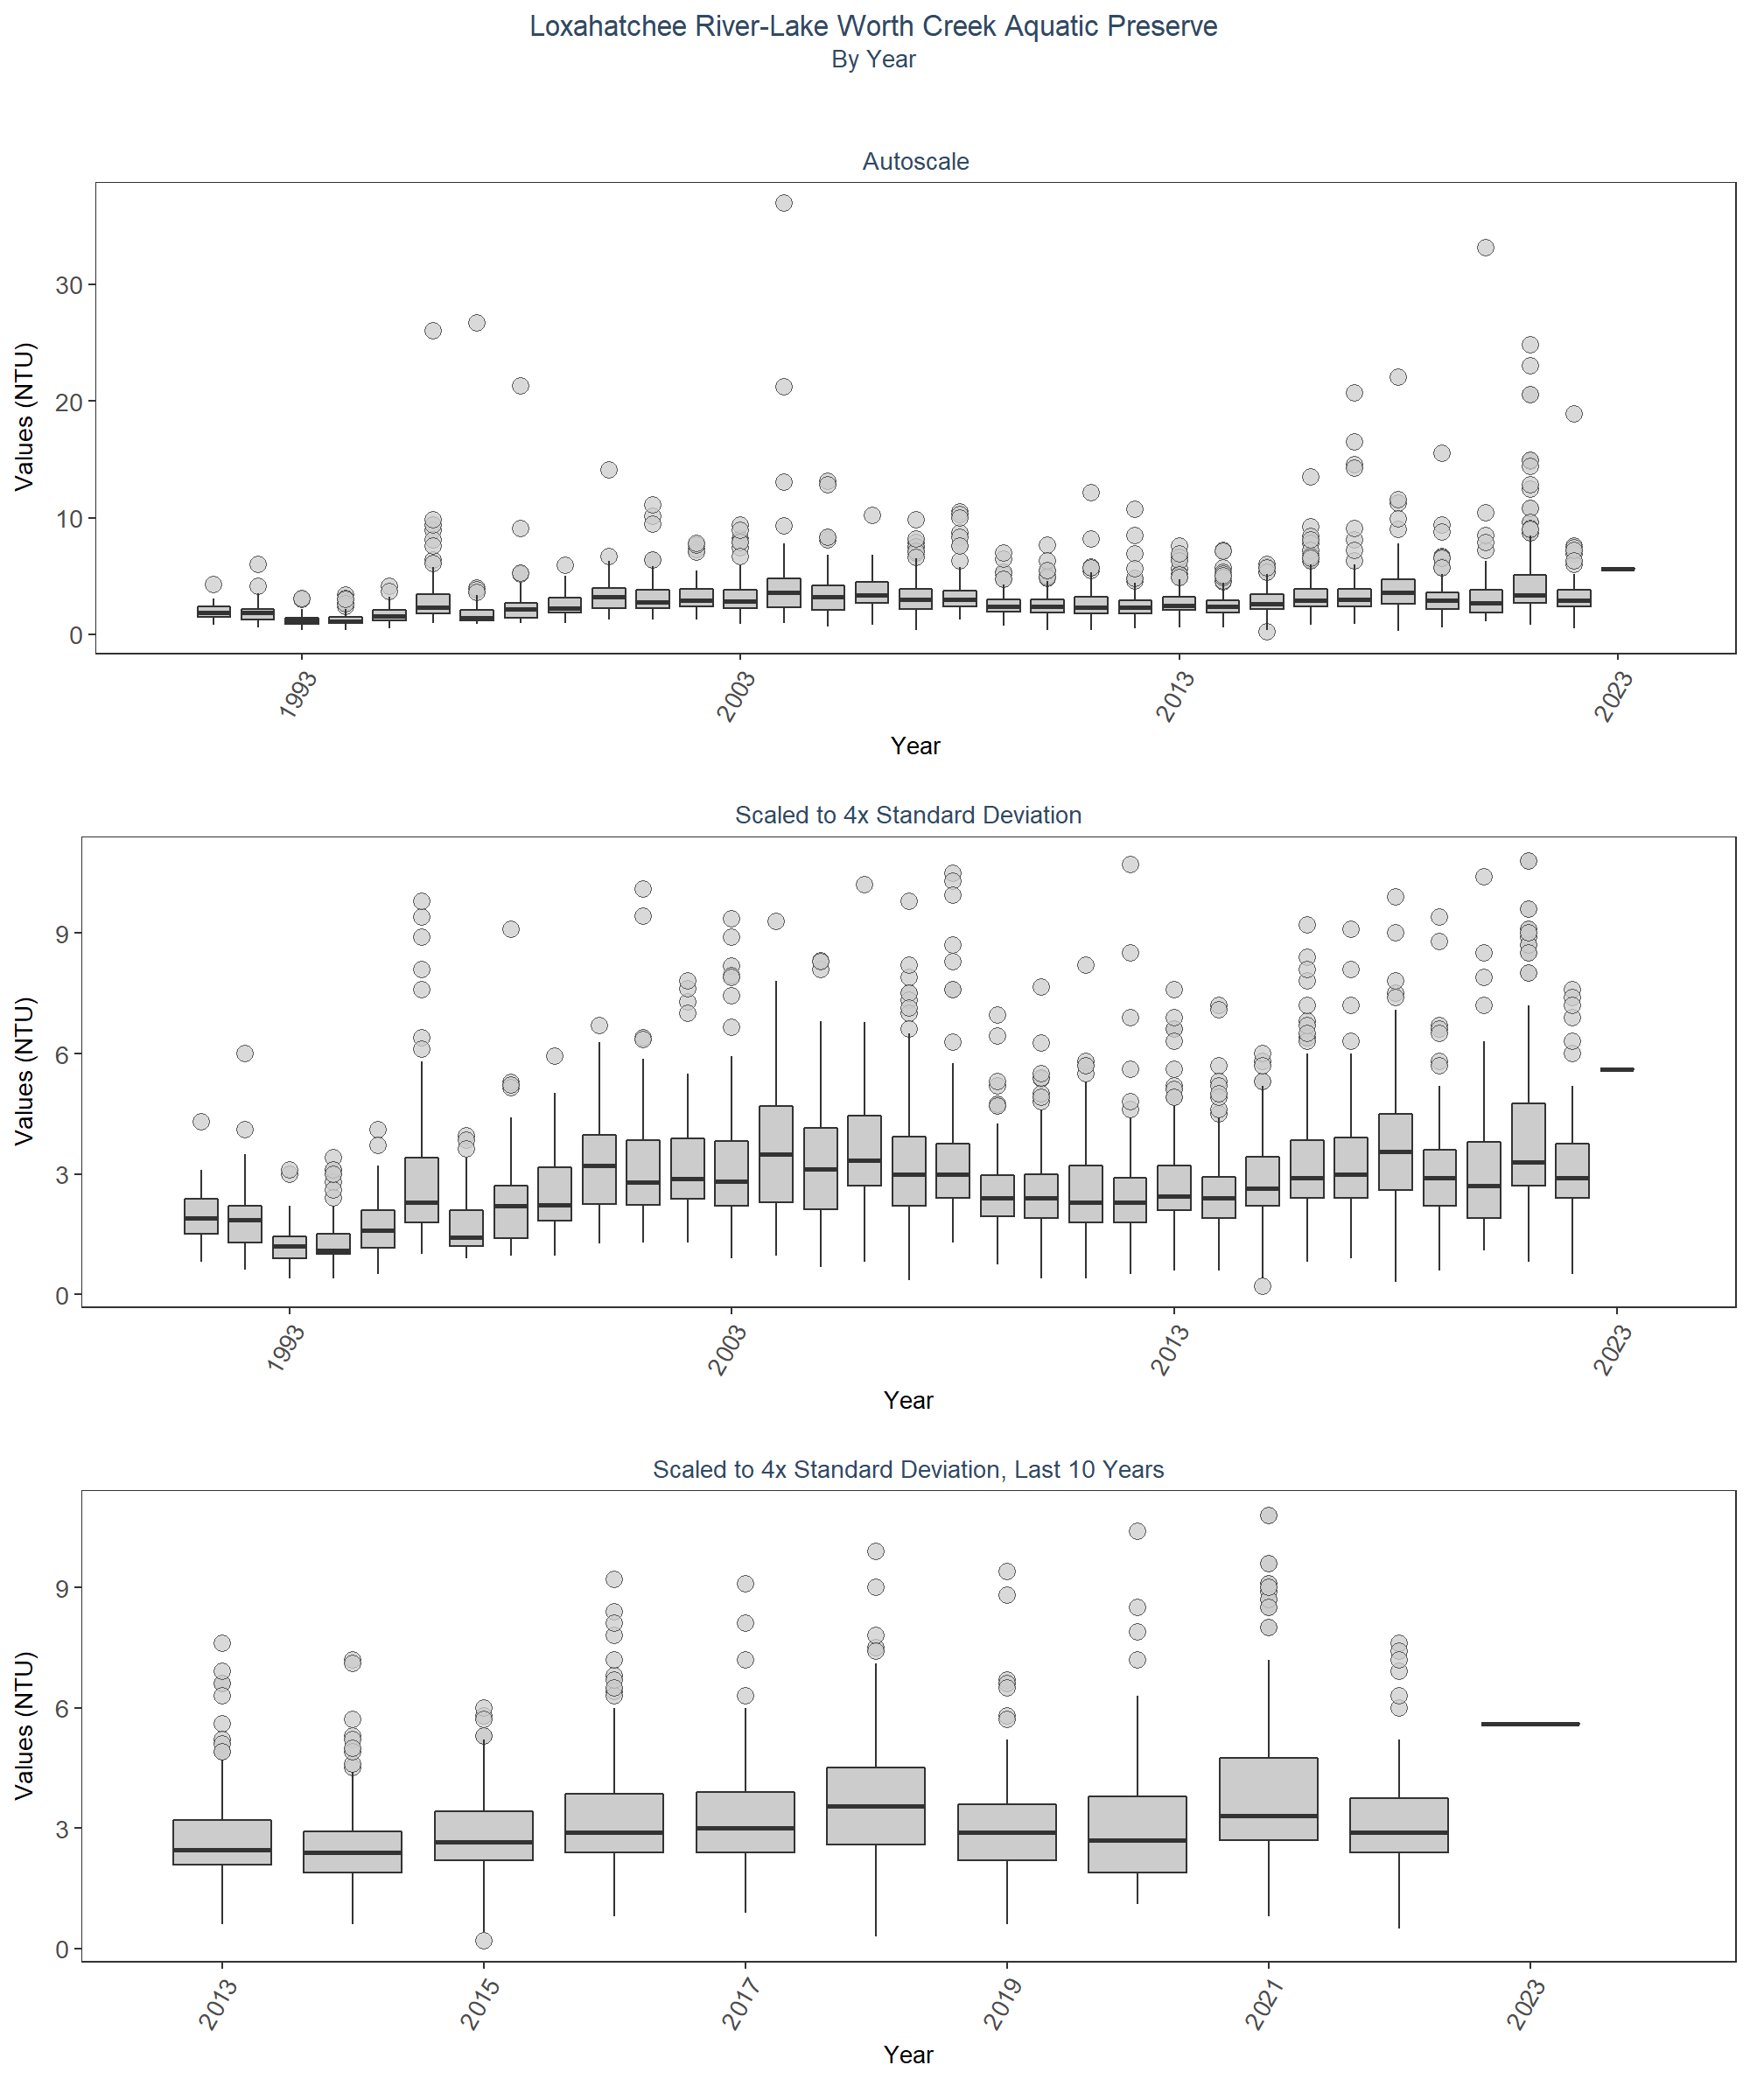 Loxahatchee River-Lake Worth Creek Aquatic Preserve
By Year
Autoscale
Values (NTU)
30
20
10
0
1993
2003
2013
2023
Year
Scaled to 4x Standard Deviation
Values (NTU)
9
6
3
0
1993
2003
2013
2023
Year
Scaled to 4x Standard Deviation, Last 10 Years
Values (NTU)
9
6
3
0
2013
2015
2017
2019
2021
2023
Year